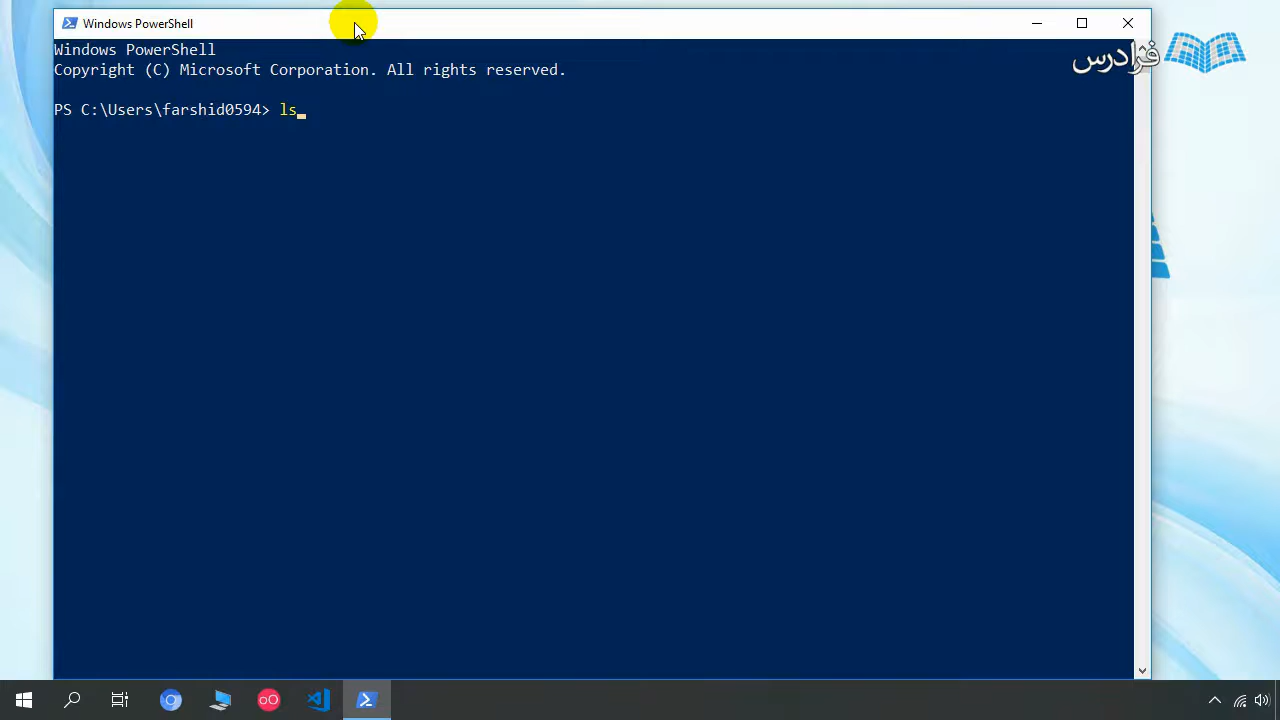 Windows PowerShell
فرادرس
Windows PowerShell
Copyright (C) Microsoft Corporation. All rights reserved.
PS C:\Users\farshid0594> ls